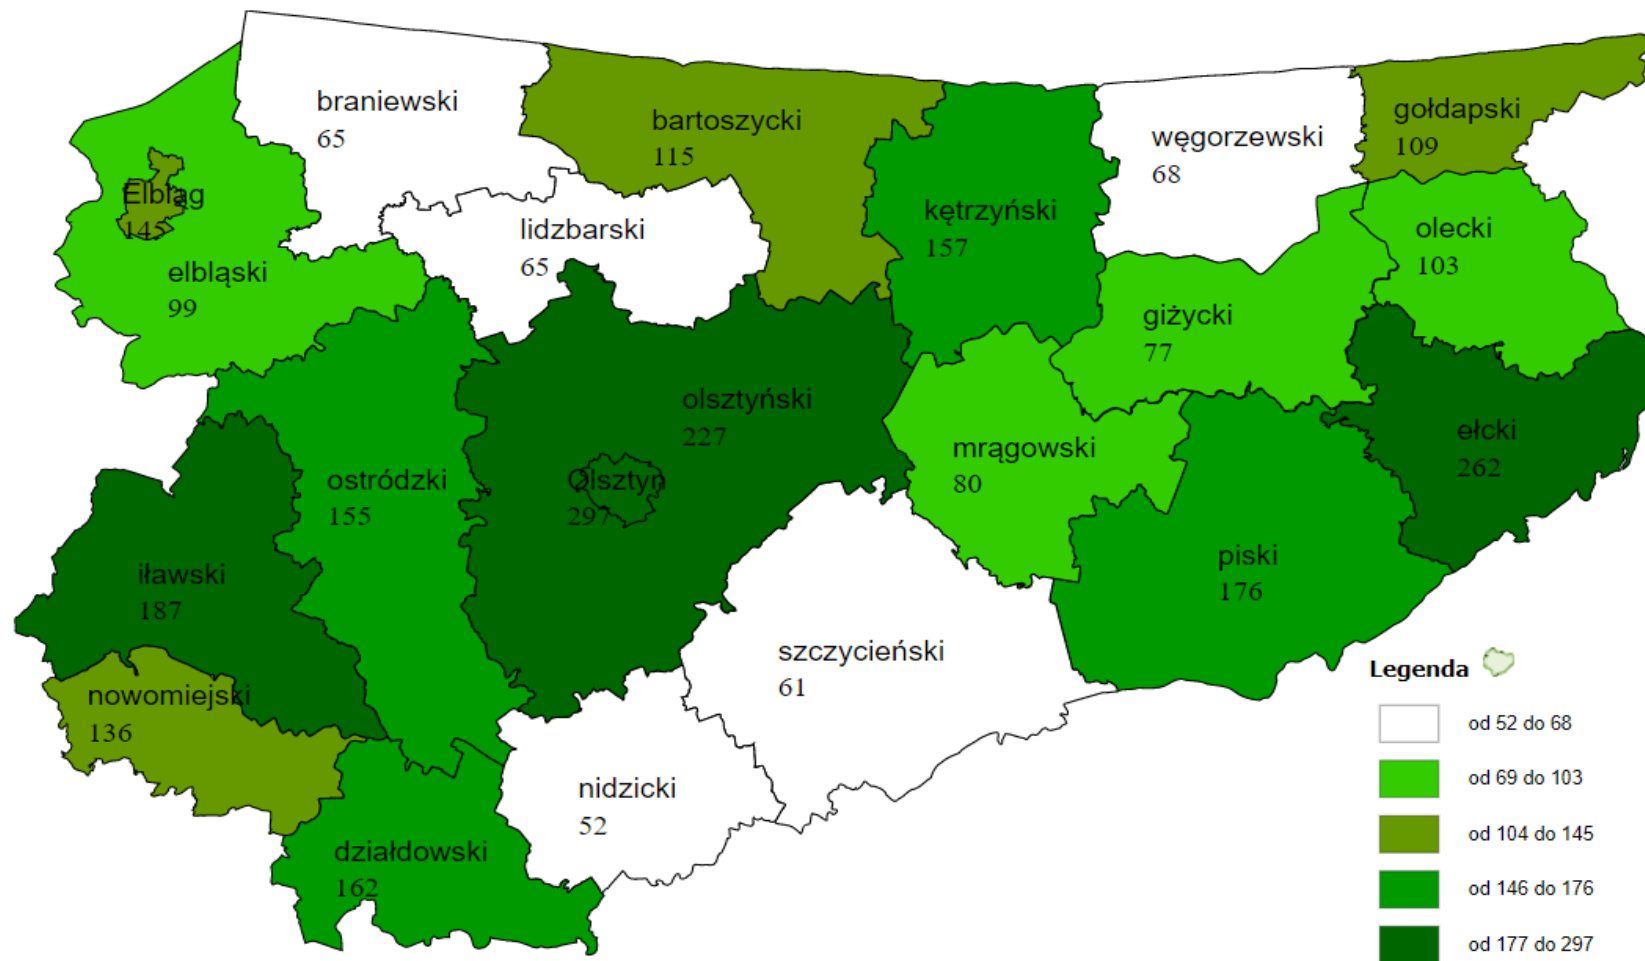 braniewski
65
bartoszycki
115
węgorzewski
68
gołdapski
109
Elbląg
145
elbląski
99
lidzbarski
65
kętrzyński
157
olecki
103
giżycki
77
olsztyński
227
Olsztyn
297
mrągowski
80
ełcki
262
ostródzki
155
iławski
187
piski
176
szczycieński
61
nowomiejski
136
nidzicki
52
działdowski
162
Legenda
od 52 do 68
od 69 do 103
od 104 do 145
od 146 do 176
od 177 do 297